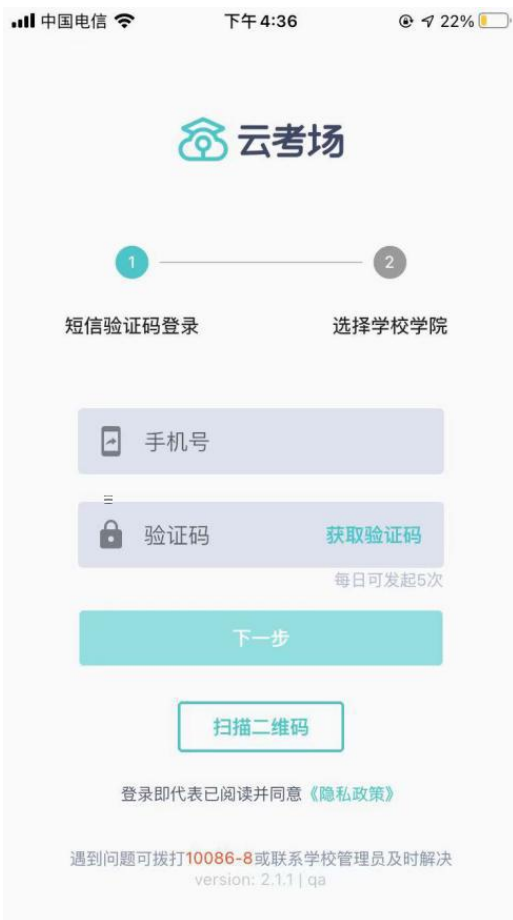 中国电信 下午4:36 22%
云考场
1 2
短信验证码登录 选择学校学院
手机号
验证码 获取验证码
每日可发起5次
下一步
扫描二维码
登录即代表已阅读并同意《隐私政策》
遇到问题可拨打10086-8或联系学校管理员及时解决
version: 2.1.1 | qa